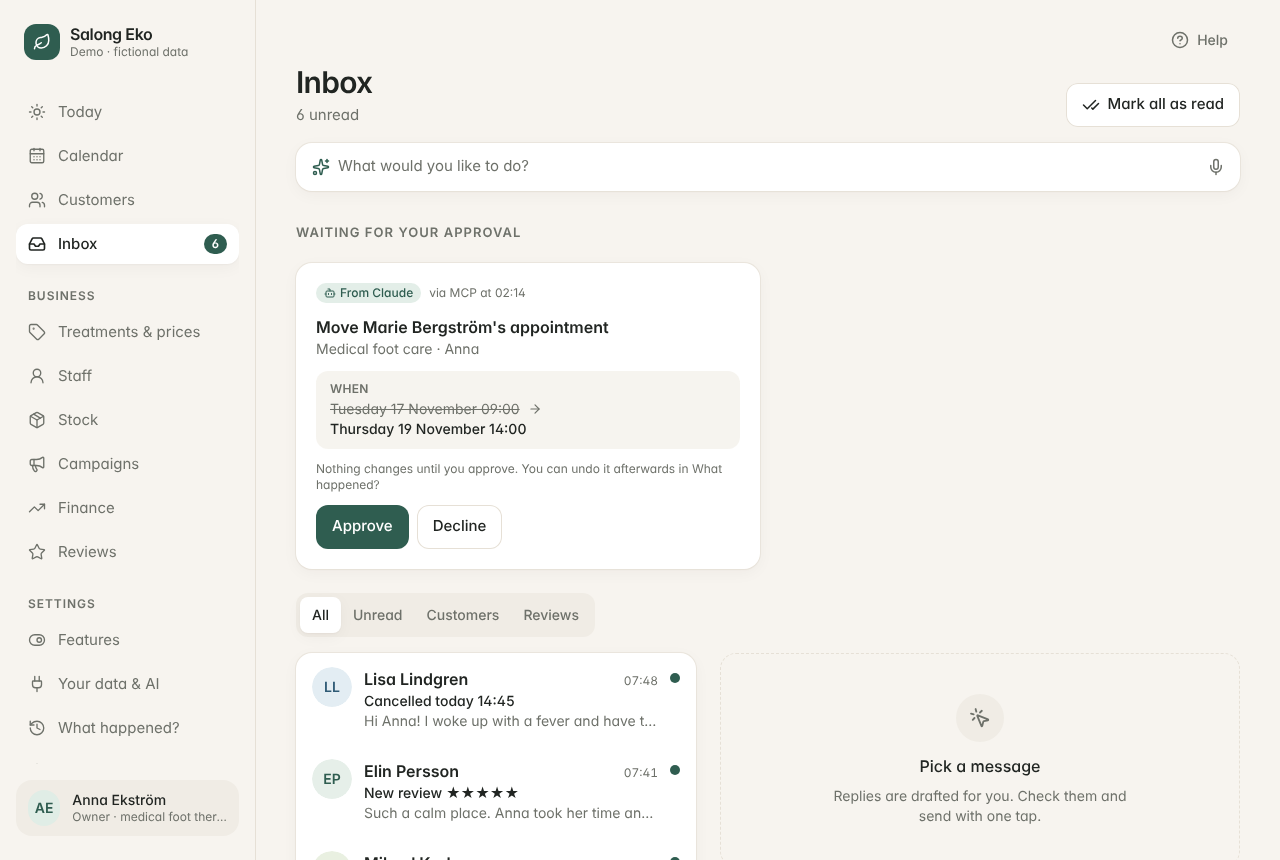 Salong Eko
Demo · fictional data
Today
Calendar
Customers
Inbox
6
BUSINESS
Treatments & prices
Staff
Stock
Campaigns
Finance
Reviews
SETTINGS
Features
Your data & AI
What happened?
AE
Anna Ekström
Owner · medical foot ther...
Help
Inbox
6 unread
Mark all as read
What would you like to do?
WAITING FOR YOUR APPROVAL
From Claude
via MCP at 02:14
Move Marie Bergström's appointment
Medical foot care · Anna
WHEN
Tuesday 17 November 09:00 →
Thursday 19 November 14:00
Nothing changes until you approve. You can undo it afterwards in What
happened?
Approve
Decline
All
Unread
Customers
Reviews
LL
Lisa Lindgren
07:48
Cancelled today 14:45
Hi Anna! I woke up with a fever and have t...
EP
Elin Persson
07:41
New review ★★★★★
Such a calm place. Anna took her time an...
Pick a message
Replies are drafted for you. Check them and
send with one tap.